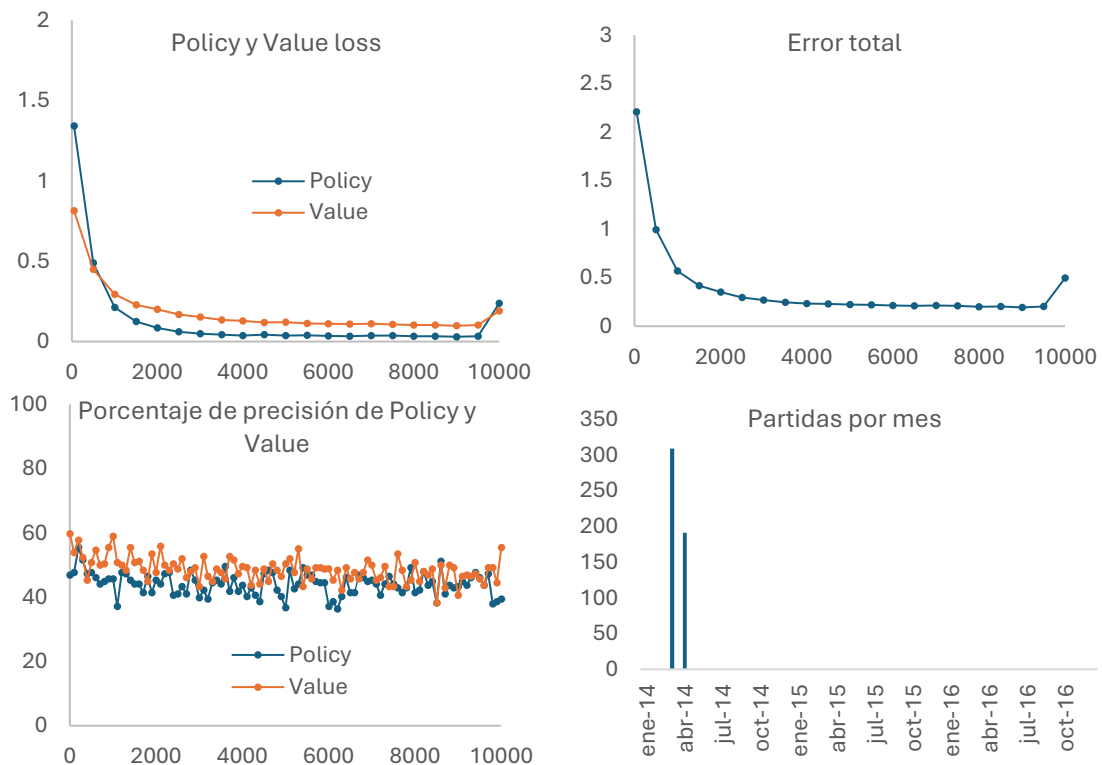 Policy y Value loss
2
1.5
1
0.5
0
Policy
Value
0 2000 4000 6000 8000 10000
Error total
3
2.5
2
1.5
1
0.5
0
0 2000 4000 6000 8000 10000
Porcentaje de precisión de Policy y
Value
100
80
60
40
20
0
Policy
Value
0 2000 4000 6000 8000 10000
Partidas por mes
350
300
250
200
150
100
50
0
ene-14
abr-14
jul-14
oct-14
ene-15
abr-15
jul-15
oct-15
ene-16
abr-16
jul-16
oct-16